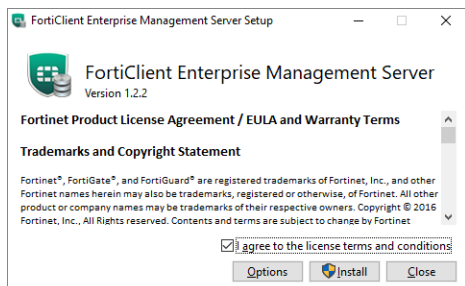 FortiClient Enterprise Management Server Setup
FortiClient Enterprise Management Server
Version 1.2.2
Fortinet Product License Agreement / EULA and Warranty Terms
Trademarks and Copyright Statement
Fortinet®, FortiGate®, and FortiGuard® are registered trademarks of Fortinet, Inc., and other
Fortinet names herein may also be trademarks, registered or otherwise, of Fortinet. All other
product or company names may be trademarks of their respective owners. Copyright © 2016
Fortinet, Inc., All Rights reserved. Contents and terms are subject to change by Fortinet
I agree to the license terms and conditions
Options Install Close